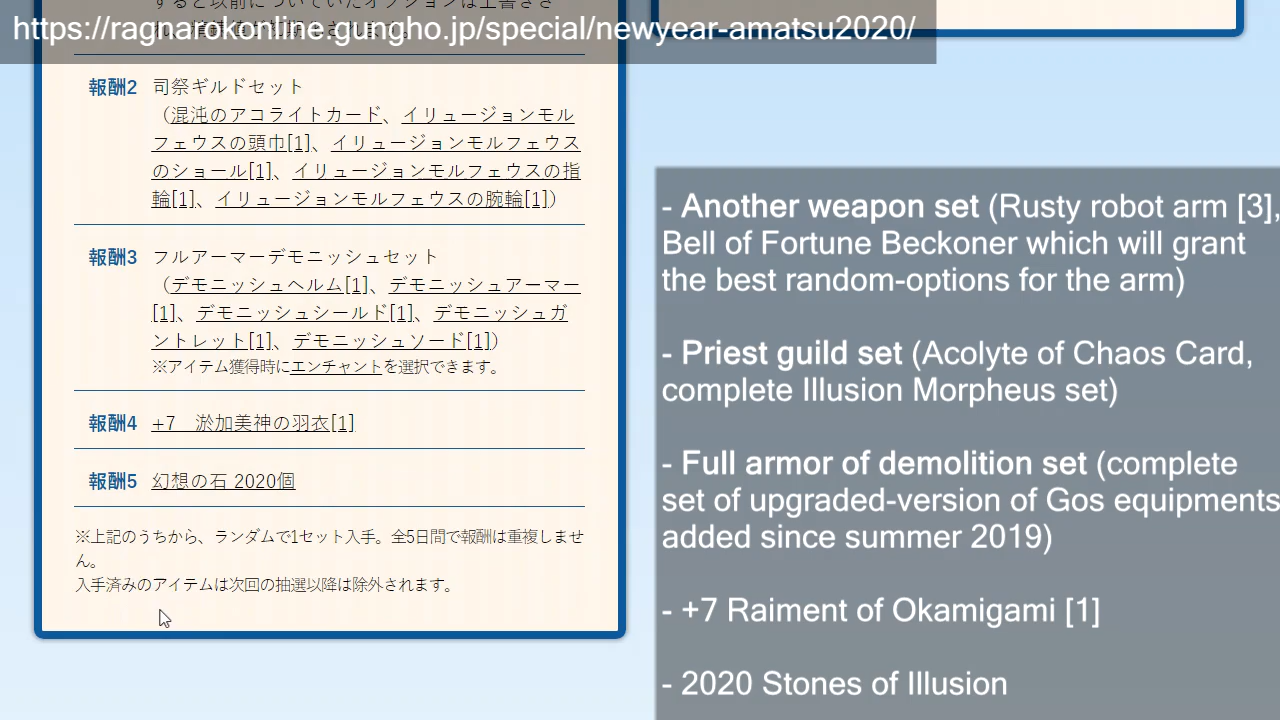 https://ragnarokonline.gungho.jp/special/newyear-amatsu2020/
報酬2 司祭ギルドセット
（混沌のアコライトカード、イリュージョンモル
フェウスの頭巾[1]、イリュージョンモルフェウス
のショール[1]、イリュージョンモルフェウスの指
輪[1]、イリュージョンモルフェウスの腕輪[1]）
報酬3 フルアーマーデモニッシュセット
（デモニッシュヘルム[1]、デモニッシュアーマー
[1]、デモニッシュシールド[1]、デモニッシュガ
ントレット[1]、デモニッシュソード[1]）
※アイテム獲得時にエンチャントを選択できます。
報酬4 +7　淤加美神の羽衣[1]
報酬5 幻想の石 2020個
※上記のうちから、ランダムで1セット入手。全5日間で報酬は重複しませ
ん。
入手済みのアイテムは次回の抽選以降は除外されます。
- Another weapon set (Rusty robot arm [3],
Bell of Fortune Beckoner which will grant
the best random-options for the arm)
- Priest guild set (Acolyte of Chaos Card,
complete Illusion Morpheus set)
- Full armor of demolition set (complete
set of upgraded-version of Gos equipments
added since summer 2019)
- +7 Raiment of Okamigami [1]
- 2020 Stones of Illusion